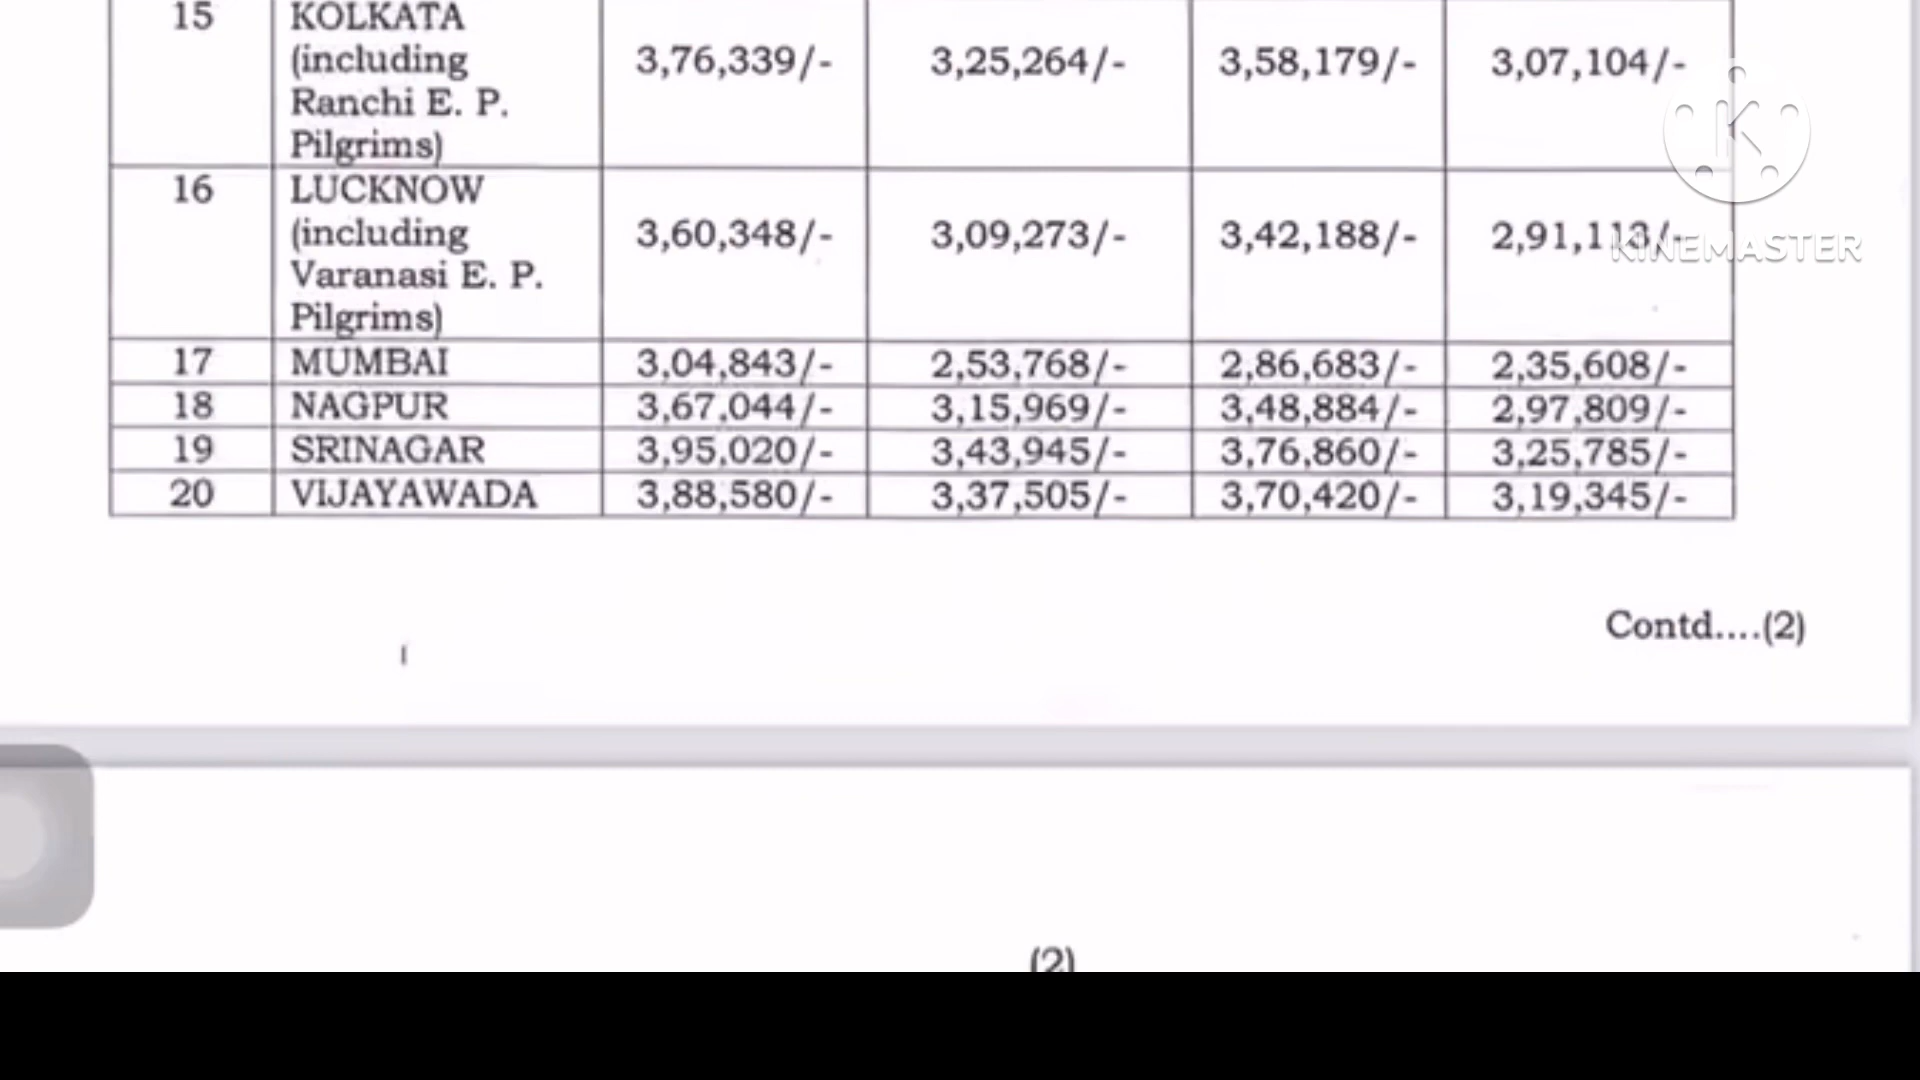 15 KOLKATA
(including 3,76,339/- 3,25,264/- 3,58,179/- 3,07,104/-
Ranchi E. P.
Pilgrims)
16 LUCKNOW
(including 3,60,348/- 3,09,273/- 3,42,188/- 2,91,113/-
Varanasi E. P.
Pilgrims)
17 MUMBAI 3,04,843/- 2,53,768/- 2,86,683/- 2,35,608/-
18 NAGPUR 3,67,044/- 3,15,969/- 3,48,884/- 2,97,809/-
19 SRINAGAR 3,95,020/- 3,43,945/- 3,76,860/- 3,25,785/-
20 VIJAYAWADA 3,88,580/- 3,37,505/- 3,70,420/- 3,19,345/-
Contd....(2)
(2)
K
KINEMASTER